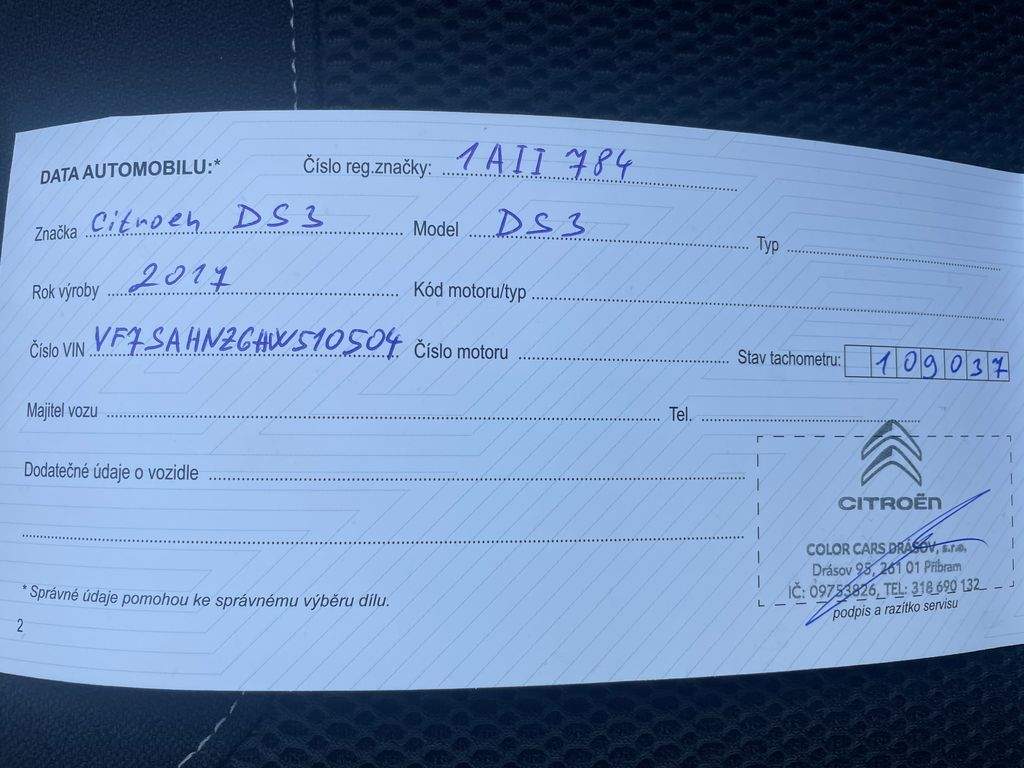 DATA AUTOMOBILU:* Číslo reg.značky: 1AII 784
Značka Citroen DS3 Model DS3 Typ
Rok výroby 2017 Kód motoru/typ
Číslo VIN VF7SAHNZGHW510504 Číslo motoru Stav tachometru: 109037
Majitel vozu Tel.
Dodatečné údaje o vozidle
CITROËN
COLOR CARS DRÁSOV, s.r.o.
Drásov 95, 261 01 Příbram
IČ: 09753826, TEL: 318 690 132
podpis a razítko servisu
* Správné údaje pomohou ke správnému výběru dílu.
2